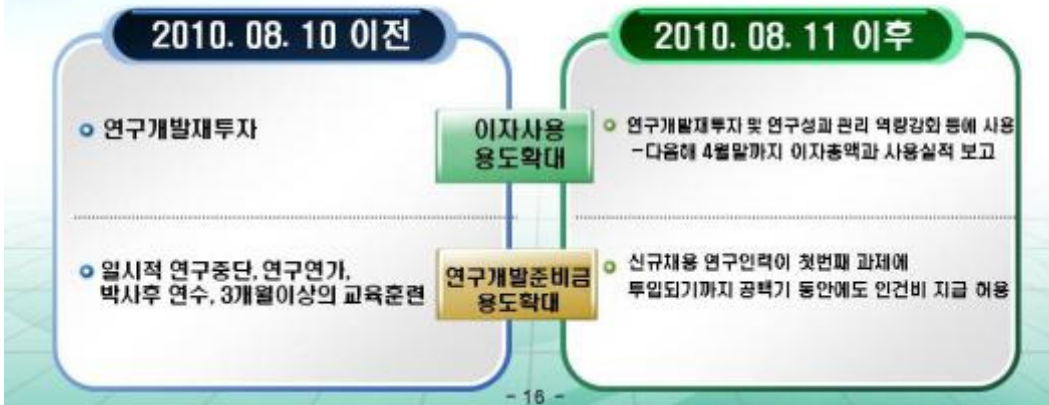 2010. 08. 10 이전
2010. 08. 11 이후
연구개발재투자
이자사용
용도확대
연구개발재투자 및 연구성과 관리 역량강화 등에 사용
-다음해 4월말까지 이자총액과 사용실적 보고
일시적 연구중단, 연구연가,
박사후 연수, 3개월이상의 교육훈련
연구개발준비금
용도확대
신규채용 연구인력이 첫번째 과제에
투입되기까지 공백기 동안에도 인건비 지급 허용
- 16 -